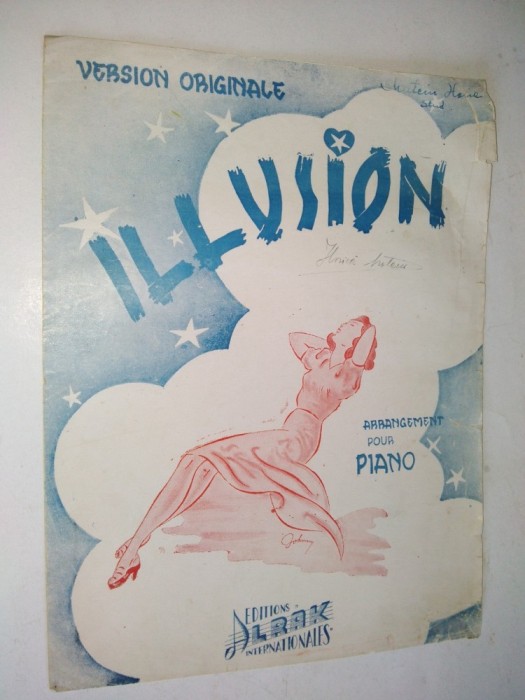 VERSION ORIGINALE
ILLUSION
ARRANGEMENT
POUR
PIANO
EDITIONS
ALRAK
INTERNATIONALES